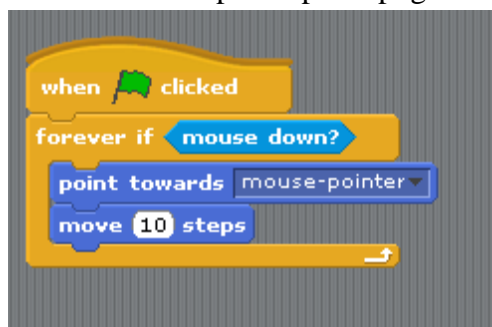 when clicked
forever if mouse down?
point towards mouse-pointer
move 10 steps